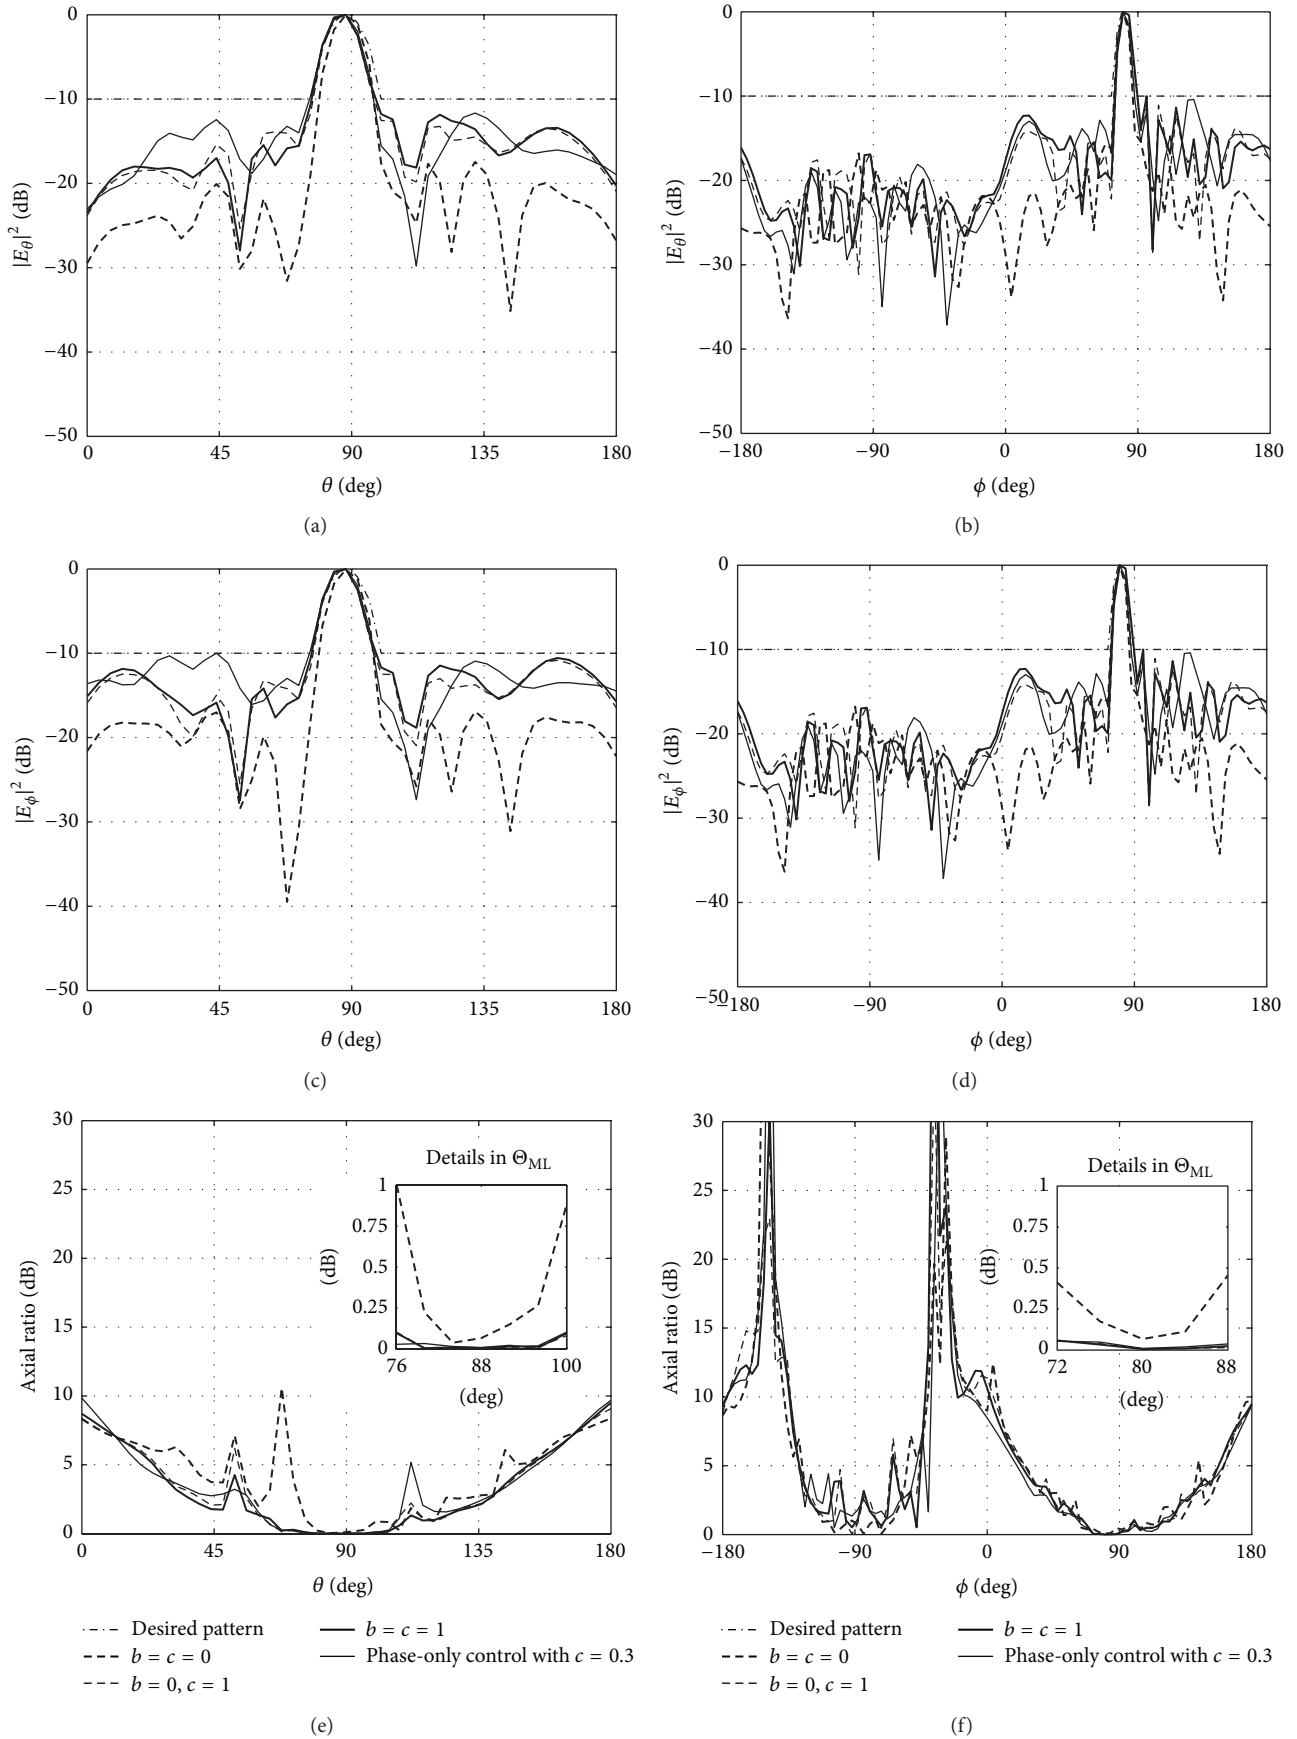 0
−10
−20
−30
−40
−50
|E_θ|² (dB)
0 45 90 135 180
θ (deg)
(a)
0
−10
−20
−30
−40
−50
|E_θ|² (dB)
−180 −90 0 90 180
ϕ (deg)
(b)
0
−10
−20
−30
−40
−50
|E_ϕ|² (dB)
0 45 90 135 180
θ (deg)
(c)
0
−10
−20
−30
−40
−50
|E_ϕ|² (dB)
−180 −90 0 90 180
ϕ (deg)
(d)
30
25
20
15
10
5
0
Axial ratio (dB)
Details in Θ_ML
1
0.75
0.5
0.25
0
(dB)
76 88 100
(deg)
0 45 90 135 180
θ (deg)
Desired pattern
b = c = 0
b = 0, c = 1
b = c = 1
Phase-only control with c = 0.3
(e)
30
25
20
15
10
5
0
Axial ratio (dB)
Details in Θ_ML
1
0.75
0.5
0.25
0
(dB)
72 80 88
(deg)
−180 −90 0 90 180
ϕ (deg)
Desired pattern
b = c = 0
b = 0, c = 1
b = c = 1
Phase-only control with c = 0.3
(f)